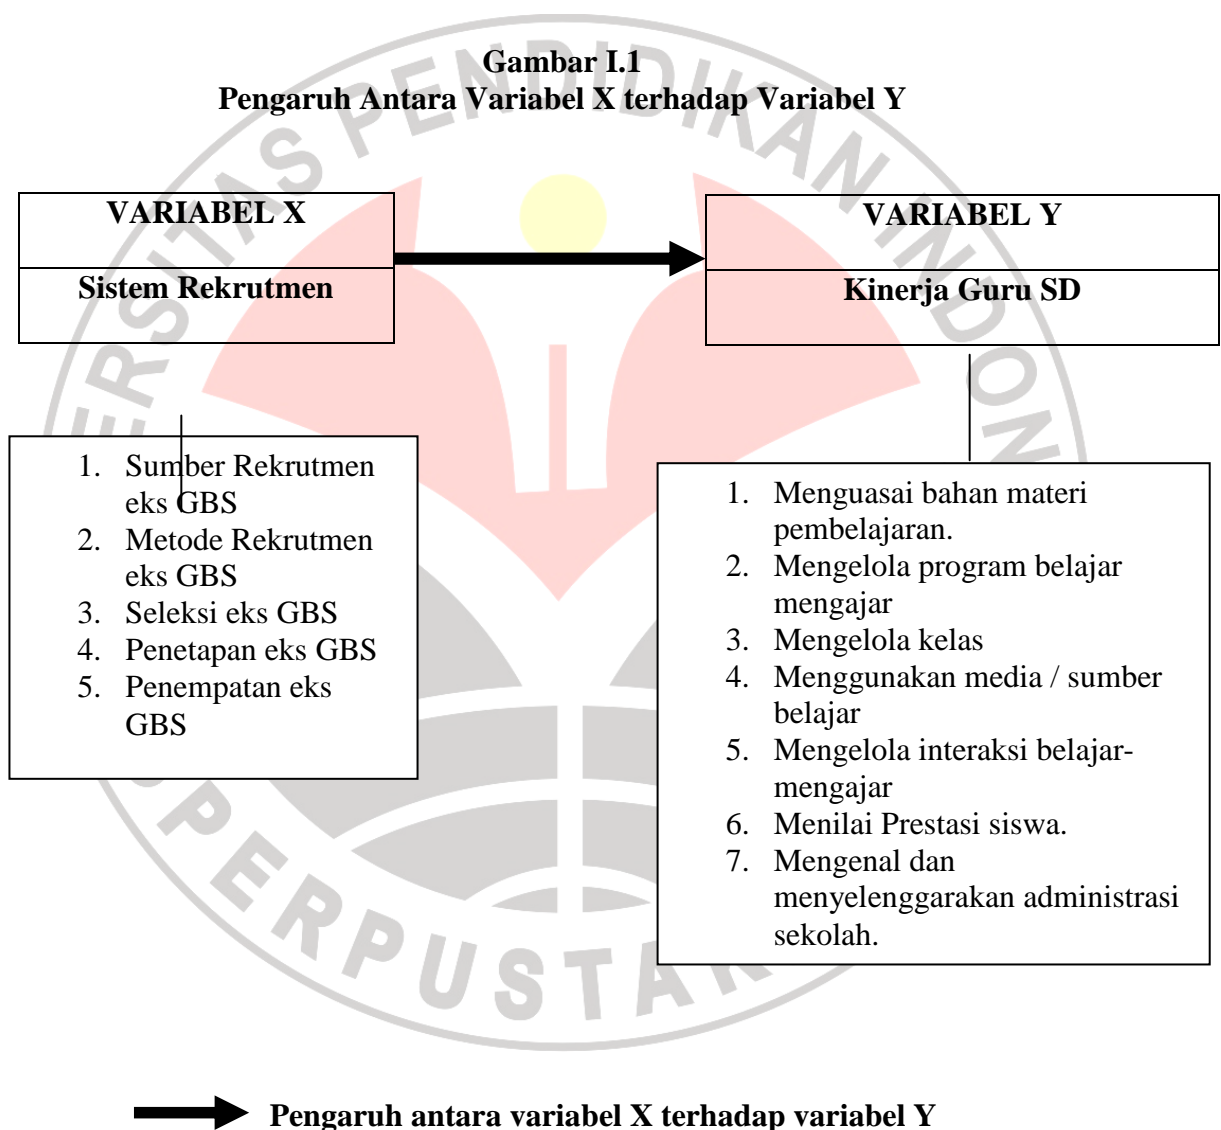 Gambar I.1
Pengaruh Antara Variabel X terhadap Variabel Y
VARIABEL X
Sistem Rekrutmen
VARIABEL Y
Kinerja Guru SD
1. Sumber Rekrutmen
eks GBS
2. Metode Rekrutmen
eks GBS
3. Seleksi eks GBS
4. Penetapan eks GBS
5. Penempatan eks
GBS
1. Menguasai bahan materi
pembelajaran.
2. Mengelola program belajar
mengajar
3. Mengelola kelas
4. Menggunakan media / sumber
belajar
5. Mengelola interaksi belajar-
mengajar
6. Menilai Prestasi siswa.
7. Mengenal dan
menyelenggarakan administrasi
sekolah.
Pengaruh antara variabel X terhadap variabel Y